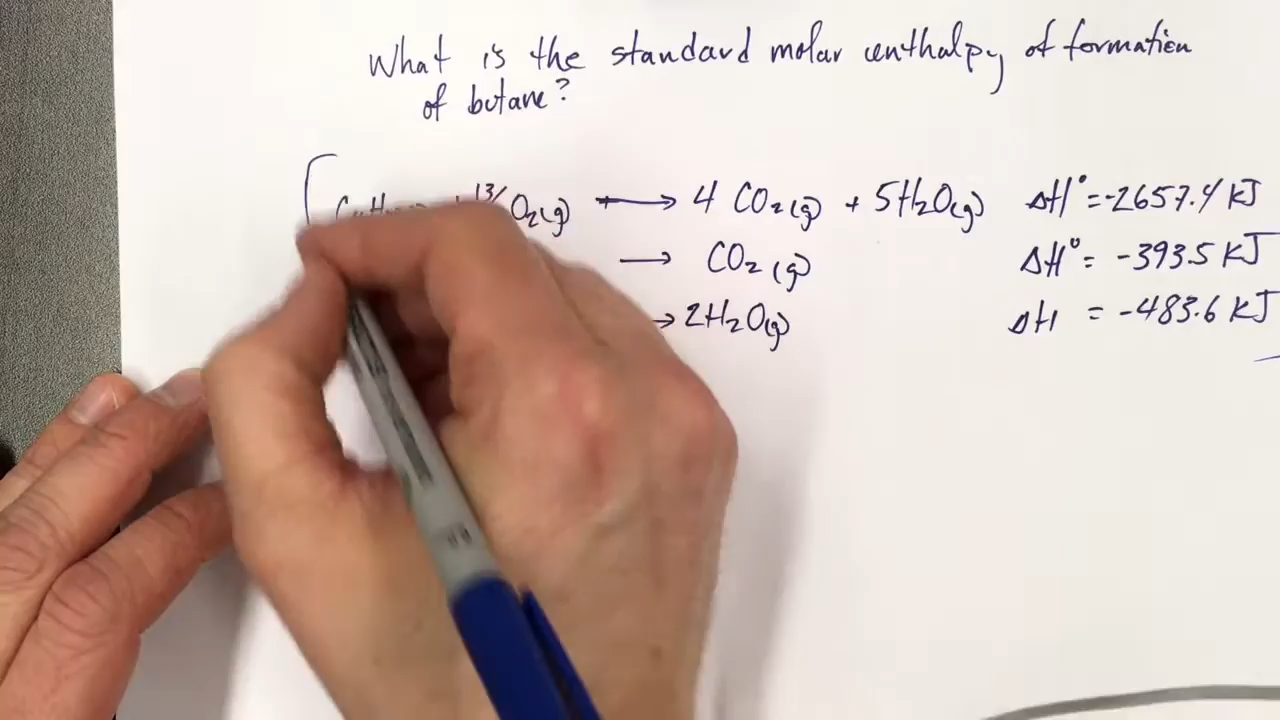 What is the standard molar enthalpy of formation
of butane?
13/ O2(g) → 4 CO2(g) + 5H2O(g) ΔH° = -2657.4 KJ
→ CO2(g) ΔH° = -393.5 KJ
→ 2H2O(g) ΔH = -483.6 KJ